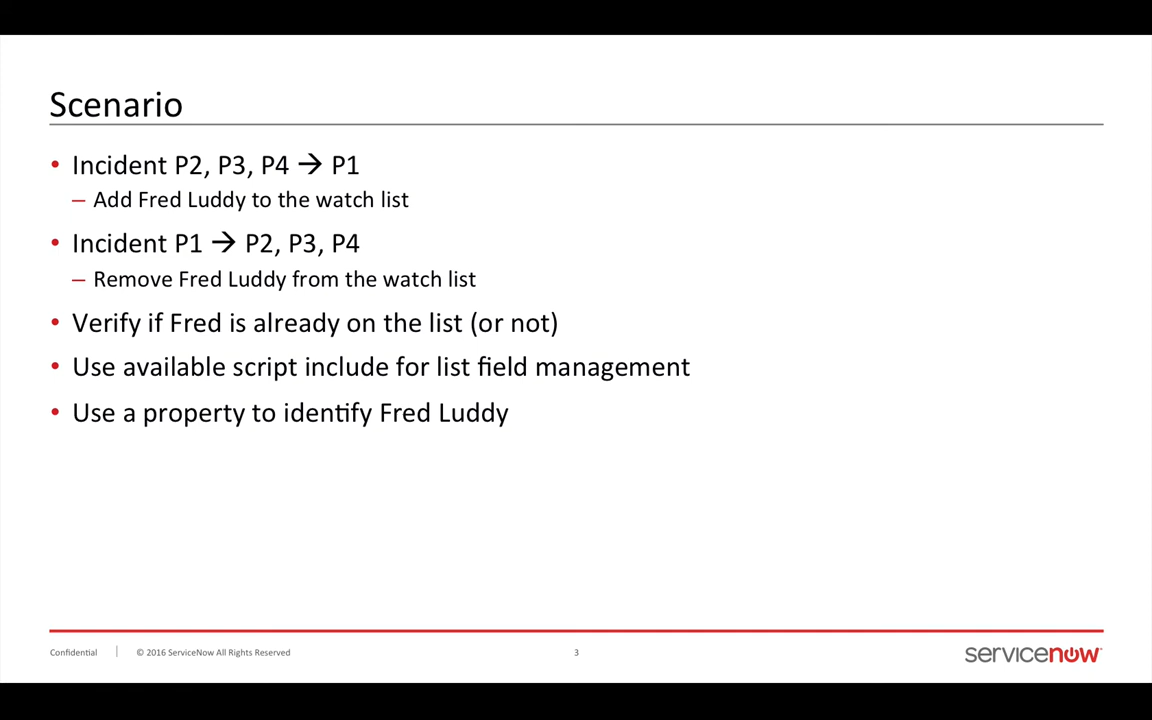 Scenario
• Incident P2, P3, P4 → P1
– Add Fred Luddy to the watch list
• Incident P1 → P2, P3, P4
– Remove Fred Luddy from the watch list
• Verify if Fred is already on the list (or not)
• Use available script include for list field management
• Use a property to identify Fred Luddy
Confidential | © 2016 ServiceNow All Rights Reserved 3 servicenow